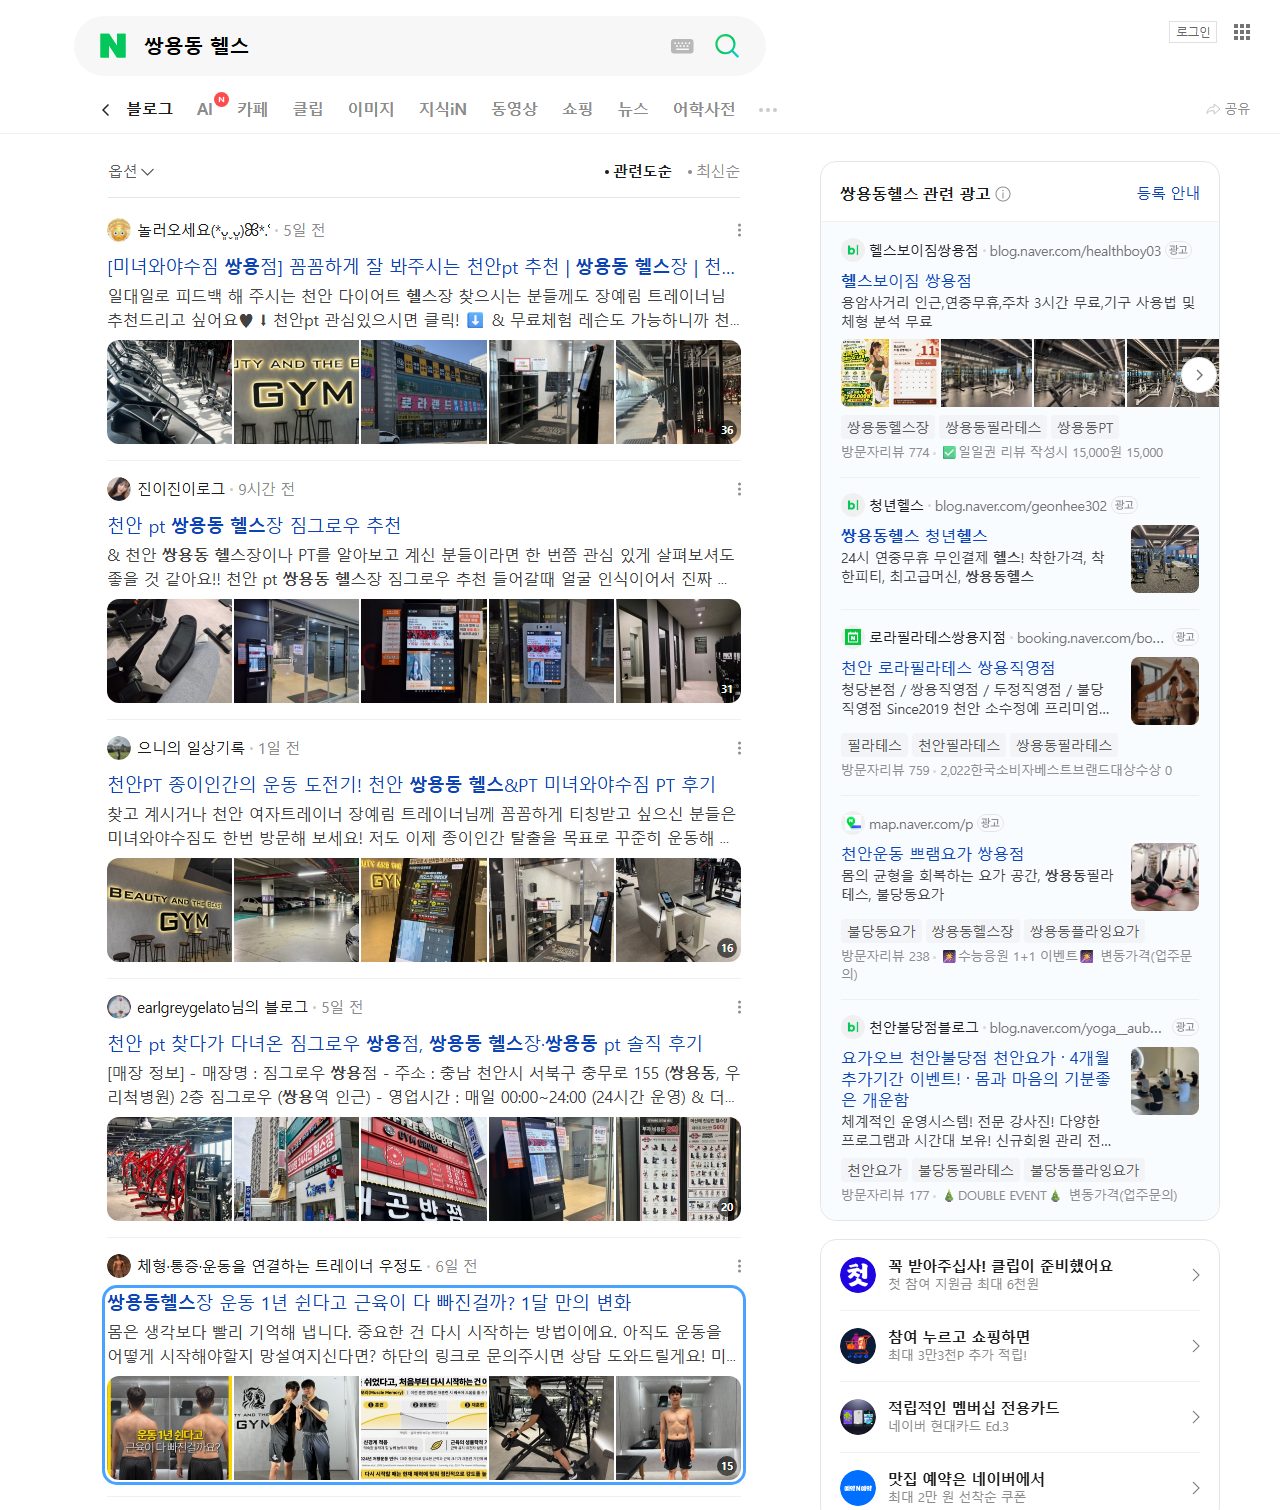 쌍용동 헬스
로그인
블로그
AI
N
카페
클립
이미지
지식iN
동영상
쇼핑
뉴스
어학사전
공유
옵션
• 관련도순
• 최신순
5일 전
[미녀와야수짐 쌍용점] 꼼꼼하게 잘 봐주시는 천안pt 추천 | 쌍용동 헬스장 | 천...
일대일로 피드백 해 주시는 천안 다이어트 헬스장 찾으시는 분들께도 장예림 트레이너님
추천드리고 싶어요♥ ⬇ 천안pt 관심있으시면 클릭! ⬇️ & 무료체험 레슨도 가능하니까 천...
GYM
36
진이진이로그 · 9시간 전
천안 pt 쌍용동 헬스장 짐그로우 추천
& 천안 쌍용동 헬스장이나 PT를 알아보고 계신 분들이라면 한 번쯤 관심 있게 살펴보셔도
좋을 것 같아요!! 천안 pt 쌍용동 헬스장 짐그로우 추천 들어갈때 얼굴 인식이어서 진짜 ...
31
으니의 일상기록 · 1일 전
천안PT 종이인간의 운동 도전기! 천안 쌍용동 헬스&PT 미녀와야수짐 PT 후기
찾고 계시거나 천안 여자트레이너 장예림 트레이너님께 꼼꼼하게 티칭받고 싶으신 분들은
미녀와야수짐도 한번 방문해 보세요! 저도 이제 종이인간 탈출을 목표로 꾸준히 운동해 ...
BEAUTY AND THE BEAST
GYM
16
earlgreygelato님의 블로그 · 5일 전
천안 pt 찾다가 다녀온 짐그로우 쌍용점, 쌍용동 헬스장·쌍용동 pt 솔직 후기
[매장 정보] - 매장명 : 짐그로우 쌍용점 - 주소 : 충남 천안시 서북구 충무로 155 (쌍용동, 우
리척병원) 2층 짐그로우 (쌍용역 인근) - 영업시간 : 매일 00:00~24:00 (24시간 운영) & 더...
20
체형·통증·운동을 연결하는 트레이너 우정도 · 6일 전
쌍용동헬스장 운동 1년 쉰다고 근육이 다 빠진걸까? 1달 만의 변화
몸은 생각보다 빨리 기억해 냅니다. 중요한 건 다시 시작하는 방법이에요. 아직도 운동을
어떻게 시작해야할지 망설여지신다면? 하단의 링크로 문의주시면 상담 도와드릴게요! 미...
운동 1년 쉰다고
근육이 다 빠진걸까요?
15
쌍용동헬스 관련 광고
등록 안내
헬스보이짐쌍용점 · blog.naver.com/healthboy03 광고
헬스보이짐 쌍용점
용암사거리 인근,연중무휴,주차 3시간 무료,기구 사용법 및
체형 분석 무료
쌍용동헬스장 쌍용동필라테스 쌍용동PT
방문자리뷰 774 · ✅일일권 리뷰 작성시 15,000원 15,000
청년헬스 · blog.naver.com/geonhee302 광고
쌍용동헬스 청년헬스
24시 연중무휴 무인결제 헬스! 착한가격, 착
한피티, 최고급머신, 쌍용동헬스
로라필라테스쌍용지점 · booking.naver.com/bo... 광고
천안 로라필라테스 쌍용직영점
청당본점 / 쌍용직영점 / 두정직영점 / 불당
직영점 Since2019 천안 소수정예 프리미엄...
필라테스 천안필라테스 쌍용동필라테스
방문자리뷰 759 · 2,022한국소비자베스트브랜드대상수상 0
map.naver.com/p 광고
천안운동 쁘램요가 쌍용점
몸의 균형을 회복하는 요가 공간, 쌍용동필라
테스, 불당동요가
불당동요가 쌍용동헬스장 쌍용동플라잉요가
방문자리뷰 238 · 🎆수능응원 1+1 이벤트🎆 변동가격(업주문
의)
천안불당점블로그 · blog.naver.com/yoga__aub... 광고
요가오브 천안불당점 천안요가 · 4개월
추가기간 이벤트! · 몸과 마음의 기분좋
은 개운함
체계적인 운영시스템! 전문 강사진! 다양한
프로그램과 시간대 보유! 신규회원 관리 전...
천안요가 불당동필라테스 불당동플라잉요가
방문자리뷰 177 · 🎄DOUBLE EVENT🎄 변동가격(업주문의)
첫
꼭 받아주십사! 클립이 준비했어요
첫 참여 지원금 최대 6천원
참여 누르고 쇼핑하면
최대 3만3천P 추가 적립!
적립적인 멤버십 전용카드
네이버 현대카드 Ed.3
맛집 예약은 네이버에서
최대 2만 원 선착순 쿠폰